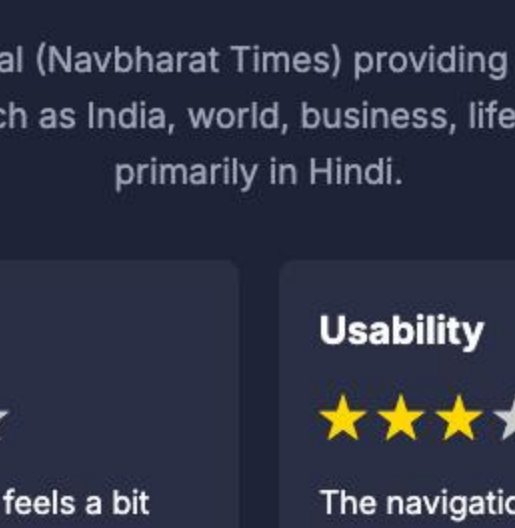 al (Navbharat Times) providing
ch as India, world, business, life
primarily in Hindi.
Usability
feels a bit
The navigatio